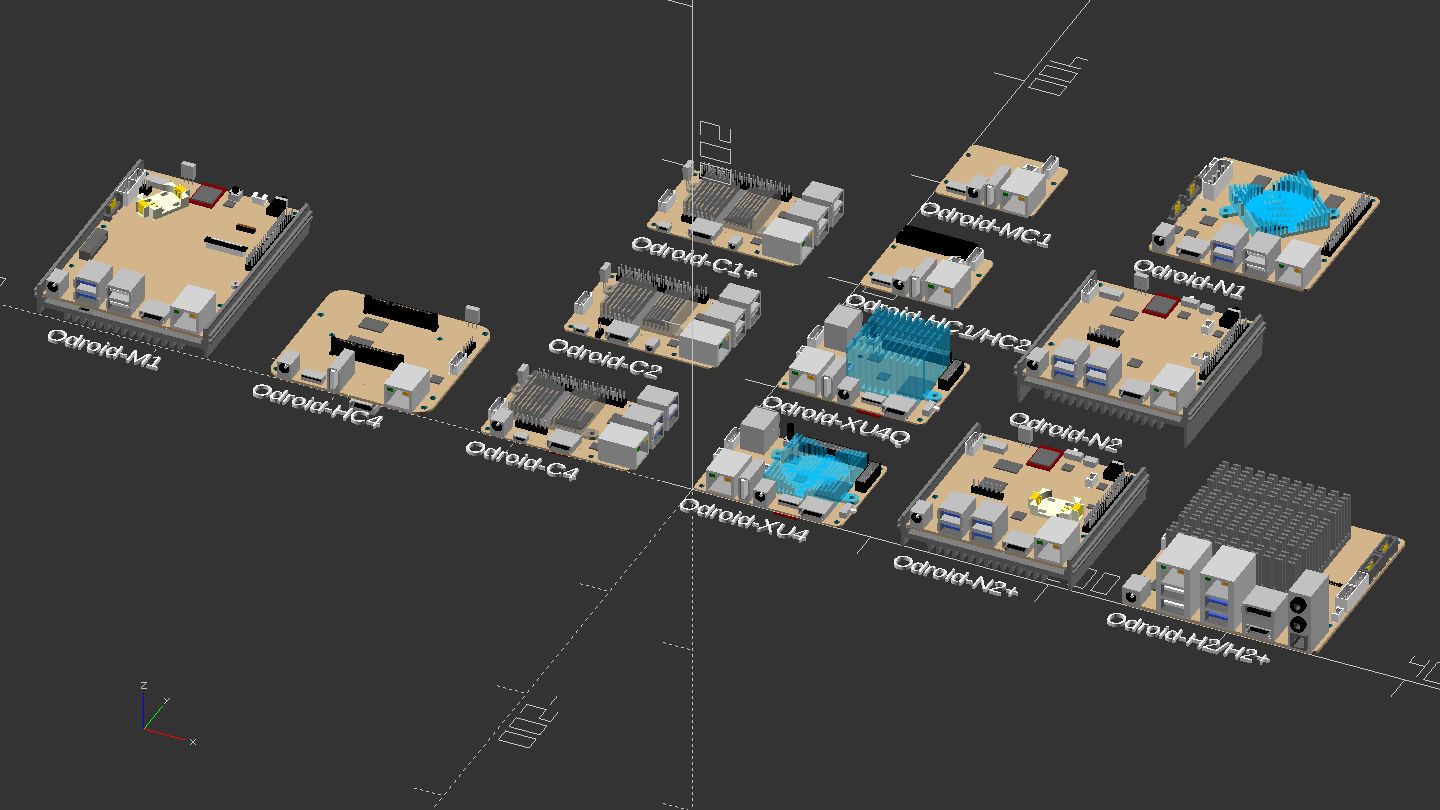 Odroid-MC1
Odroid-C1+
Odroid-N1
Odroid-HC1/HC2
Odroid-M1
Odroid-C2
Odroid-HC4
Odroid-XU4Q
Odroid-N2
Odroid-C4
Odroid-XU4
Odroid-N2+
Odroid-H2/H2+
Z
Y
X